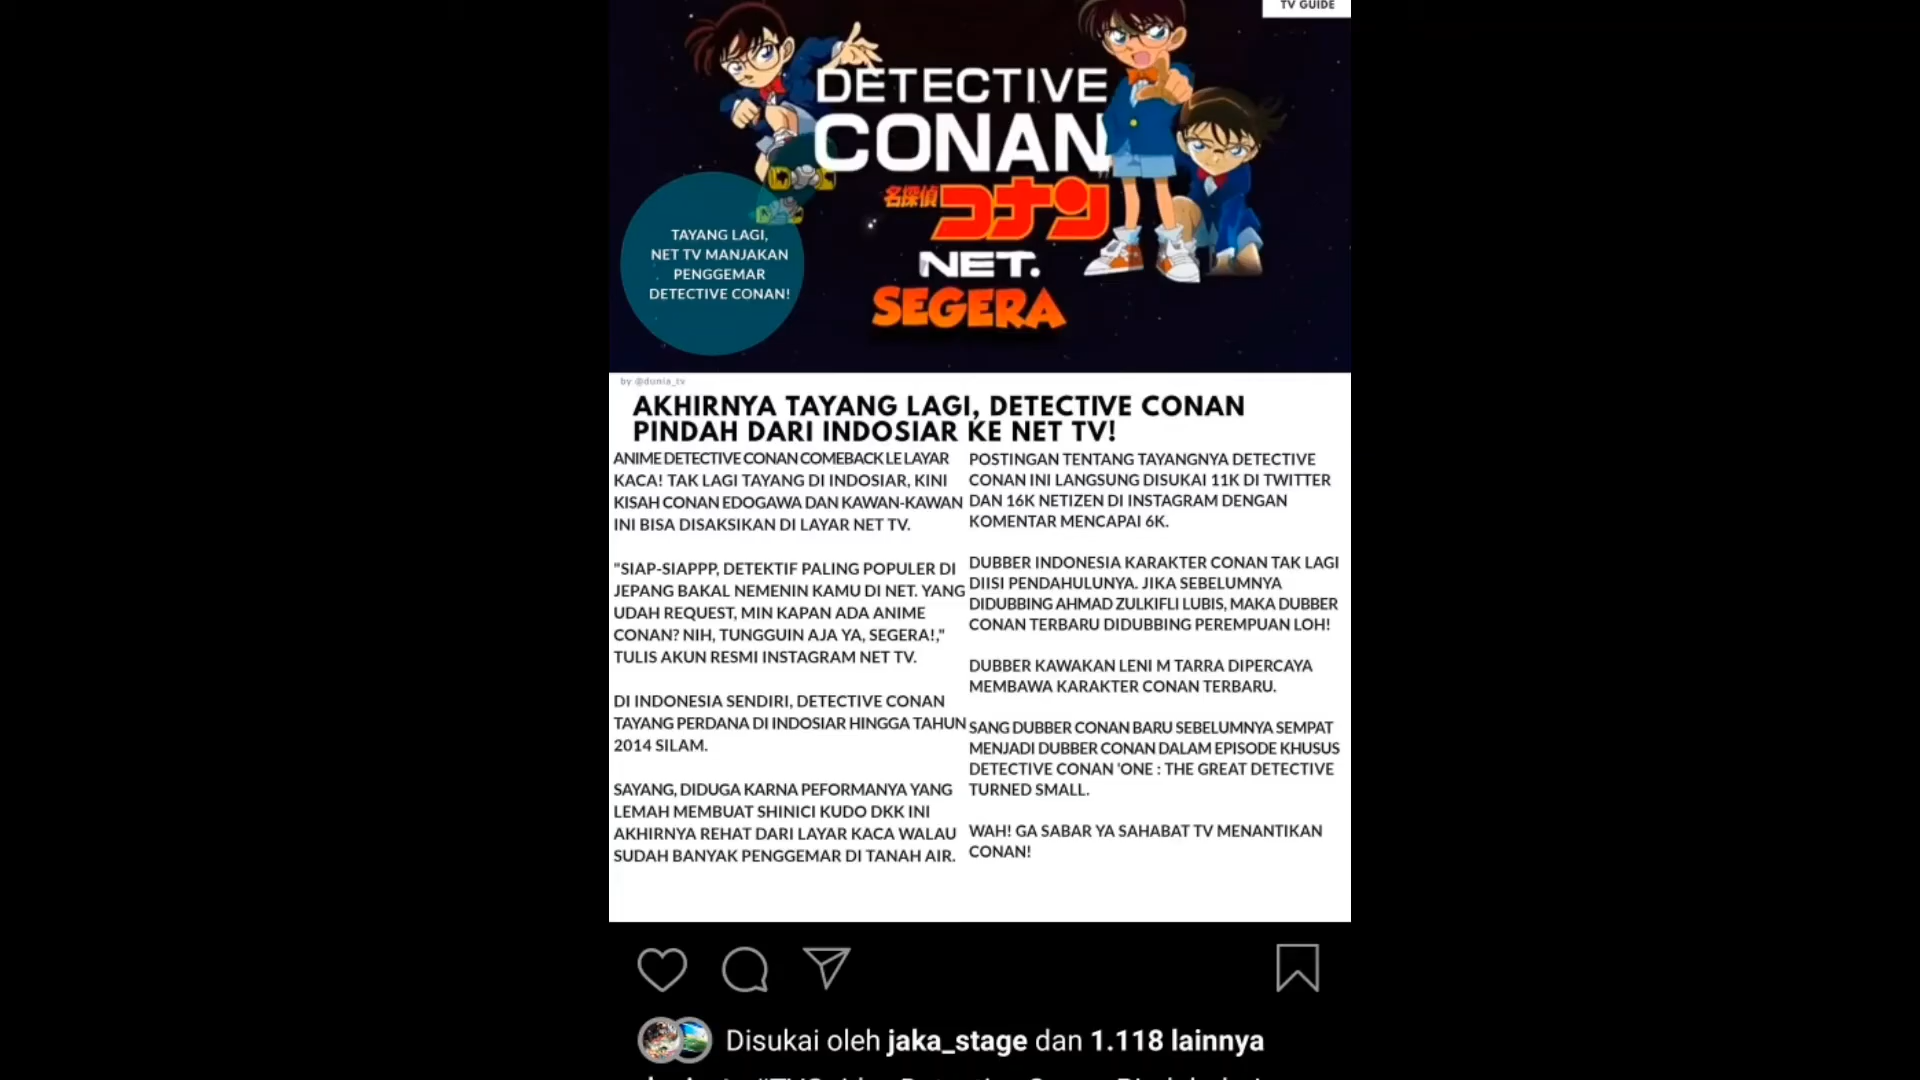 TV GUIDE
DETECTIVE
CONAN
名探偵コナン
NET.
SEGERA
TAYANG LAGI,
NET TV MANJAKAN
PENGGEMAR
DETECTIVE CONAN!
by @dunia_tv
AKHIRNYA TAYANG LAGI, DETECTIVE CONAN
PINDAH DARI INDOSIAR KE NET TV!
ANIME DETECTIVE CONAN COMEBACK LE LAYAR
KACA! TAK LAGI TAYANG DI INDOSIAR, KINI
KISAH CONAN EDOGAWA DAN KAWAN-KAWAN
INI BISA DISAKSIKAN DI LAYAR NET TV.
"SIAP-SIAPPP, DETEKTIF PALING POPULER DI
JEPANG BAKAL NEMENIN KAMU DI NET. YANG
UDAH REQUEST, MIN KAPAN ADA ANIME
CONAN? NIH, TUNGGUIN AJA YA, SEGERA!,"
TULIS AKUN RESMI INSTAGRAM NET TV.
DI INDONESIA SENDIRI, DETECTIVE CONAN
TAYANG PERDANA DI INDOSIAR HINGGA TAHUN
2014 SILAM.
SAYANG, DIDUGA KARNA PEFORMANYA YANG
LEMAH MEMBUAT SHINICI KUDO DKK INI
AKHIRNYA REHAT DARI LAYAR KACA WALAU
SUDAH BANYAK PENGGEMAR DI TANAH AIR.
POSTINGAN TENTANG TAYANGNYA DETECTIVE
CONAN INI LANGSUNG DISUKAI 11K DI TWITTER
DAN 16K NETIZEN DI INSTAGRAM DENGAN
KOMENTAR MENCAPAI 6K.
DUBBER INDONESIA KARAKTER CONAN TAK LAGI
DIISI PENDAHULUNYA. JIKA SEBELUMNYA
DIDUBBING AHMAD ZULKIFLI LUBIS, MAKA DUBBER
CONAN TERBARU DIDUBBING PEREMPUAN LOH!
DUBBER KAWAKAN LENI M TARRA DIPERCAYA
MEMBAWA KARAKTER CONAN TERBARU.
SANG DUBBER CONAN BARU SEBELUMNYA SEMPAT
MENJADI DUBBER CONAN DALAM EPISODE KHUSUS
DETECTIVE CONAN 'ONE : THE GREAT DETECTIVE
TURNED SMALL.
WAH! GA SABAR YA SAHABAT TV MENANTIKAN
CONAN!
Disukai oleh jaka_stage dan 1.118 lainnya